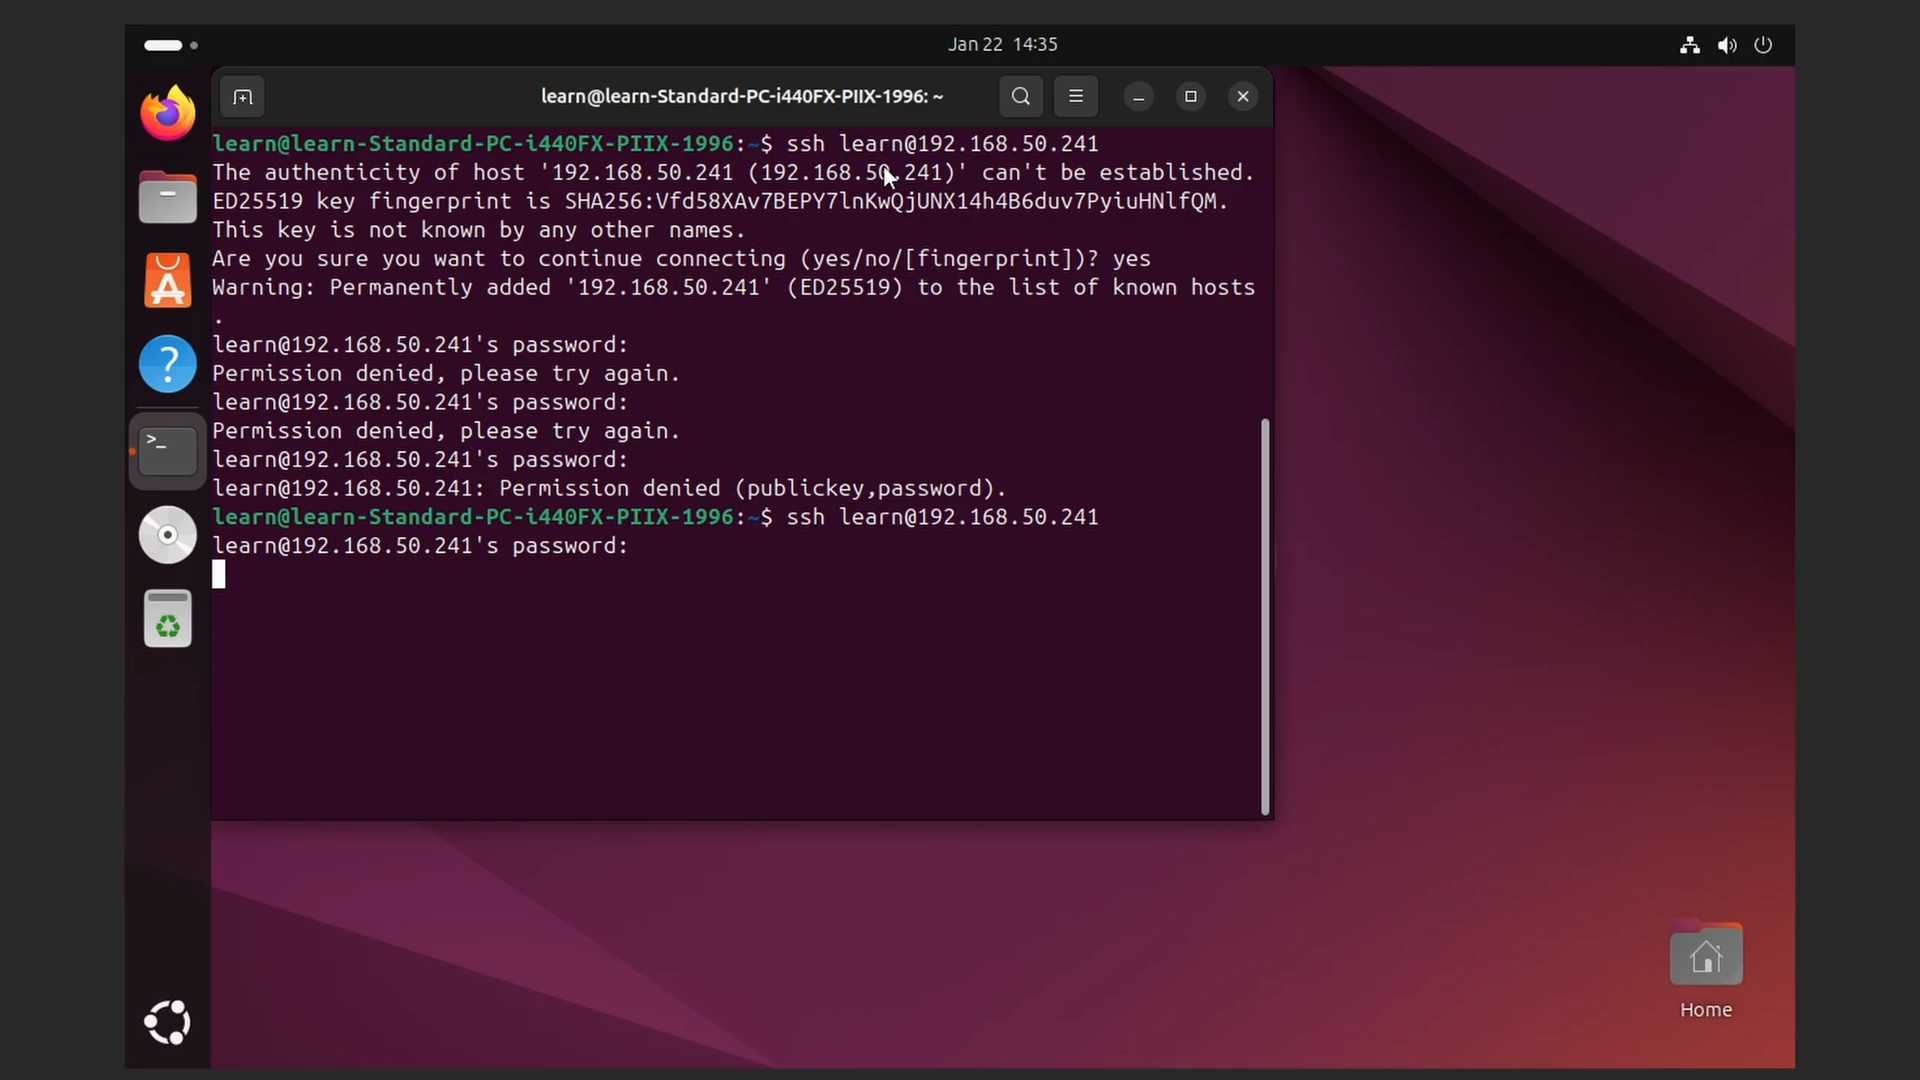 Jan 22 14:35
learn@learn-Standard-PC-i440FX-PIIX-1996: ~
learn@learn-Standard-PC-i440FX-PIIX-1996:~$ ssh learn@192.168.50.241
The authenticity of host '192.168.50.241 (192.168.50.241)' can't be established.
ED25519 key fingerprint is SHA256:Vfd58XAv7BEPY7lnKwQjUNX14h4B6duv7PyiuHNlfQM.
This key is not known by any other names.
Are you sure you want to continue connecting (yes/no/[fingerprint])? yes
Warning: Permanently added '192.168.50.241' (ED25519) to the list of known hosts
.
learn@192.168.50.241's password:
Permission denied, please try again.
learn@192.168.50.241's password:
Permission denied, please try again.
learn@192.168.50.241's password:
learn@192.168.50.241: Permission denied (publickey,password).
learn@learn-Standard-PC-i440FX-PIIX-1996:~$ ssh learn@192.168.50.241
learn@192.168.50.241's password:
Home